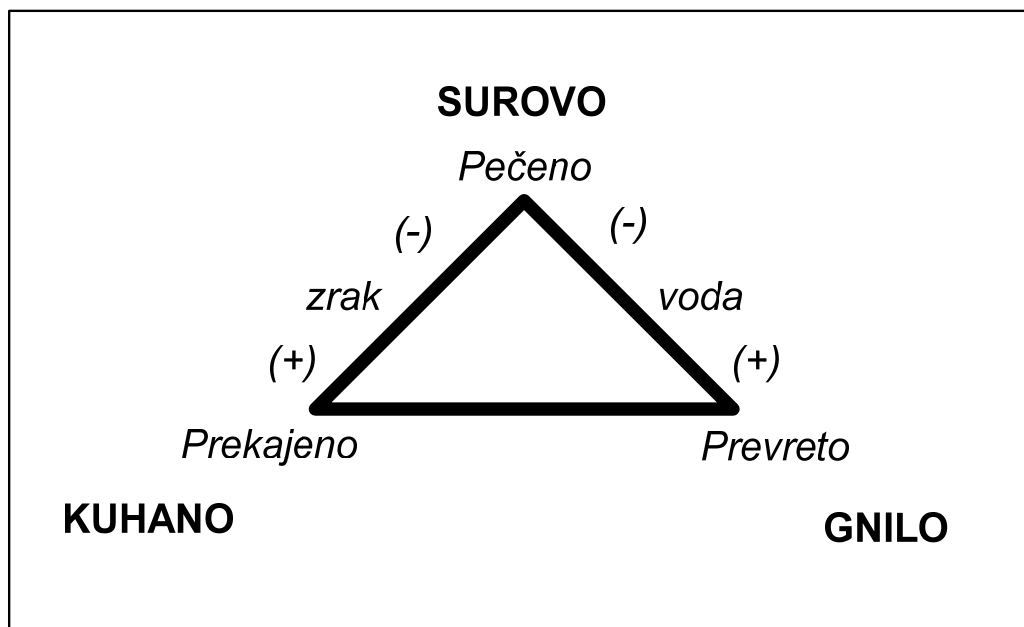 SUROVO
Pečeno
(-) (-)
zrak voda
(+) (+)
Prekajeno Prevreto
KUHANO GNILO